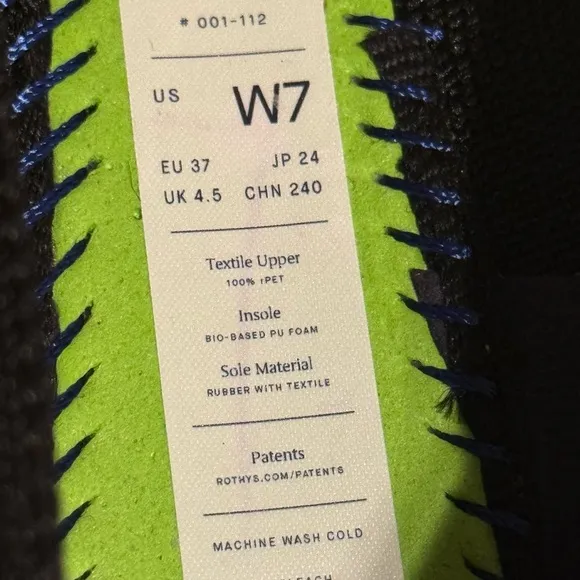 # 001-112
US W7
EU 37 JP 24
UK 4.5 CHN 240
Textile Upper
100% rPET
Insole
BIO-BASED PU FOAM
Sole Material
RUBBER WITH TEXTILE
Patents
ROTHYS.COM/PATENTS
MACHINE WASH COLD